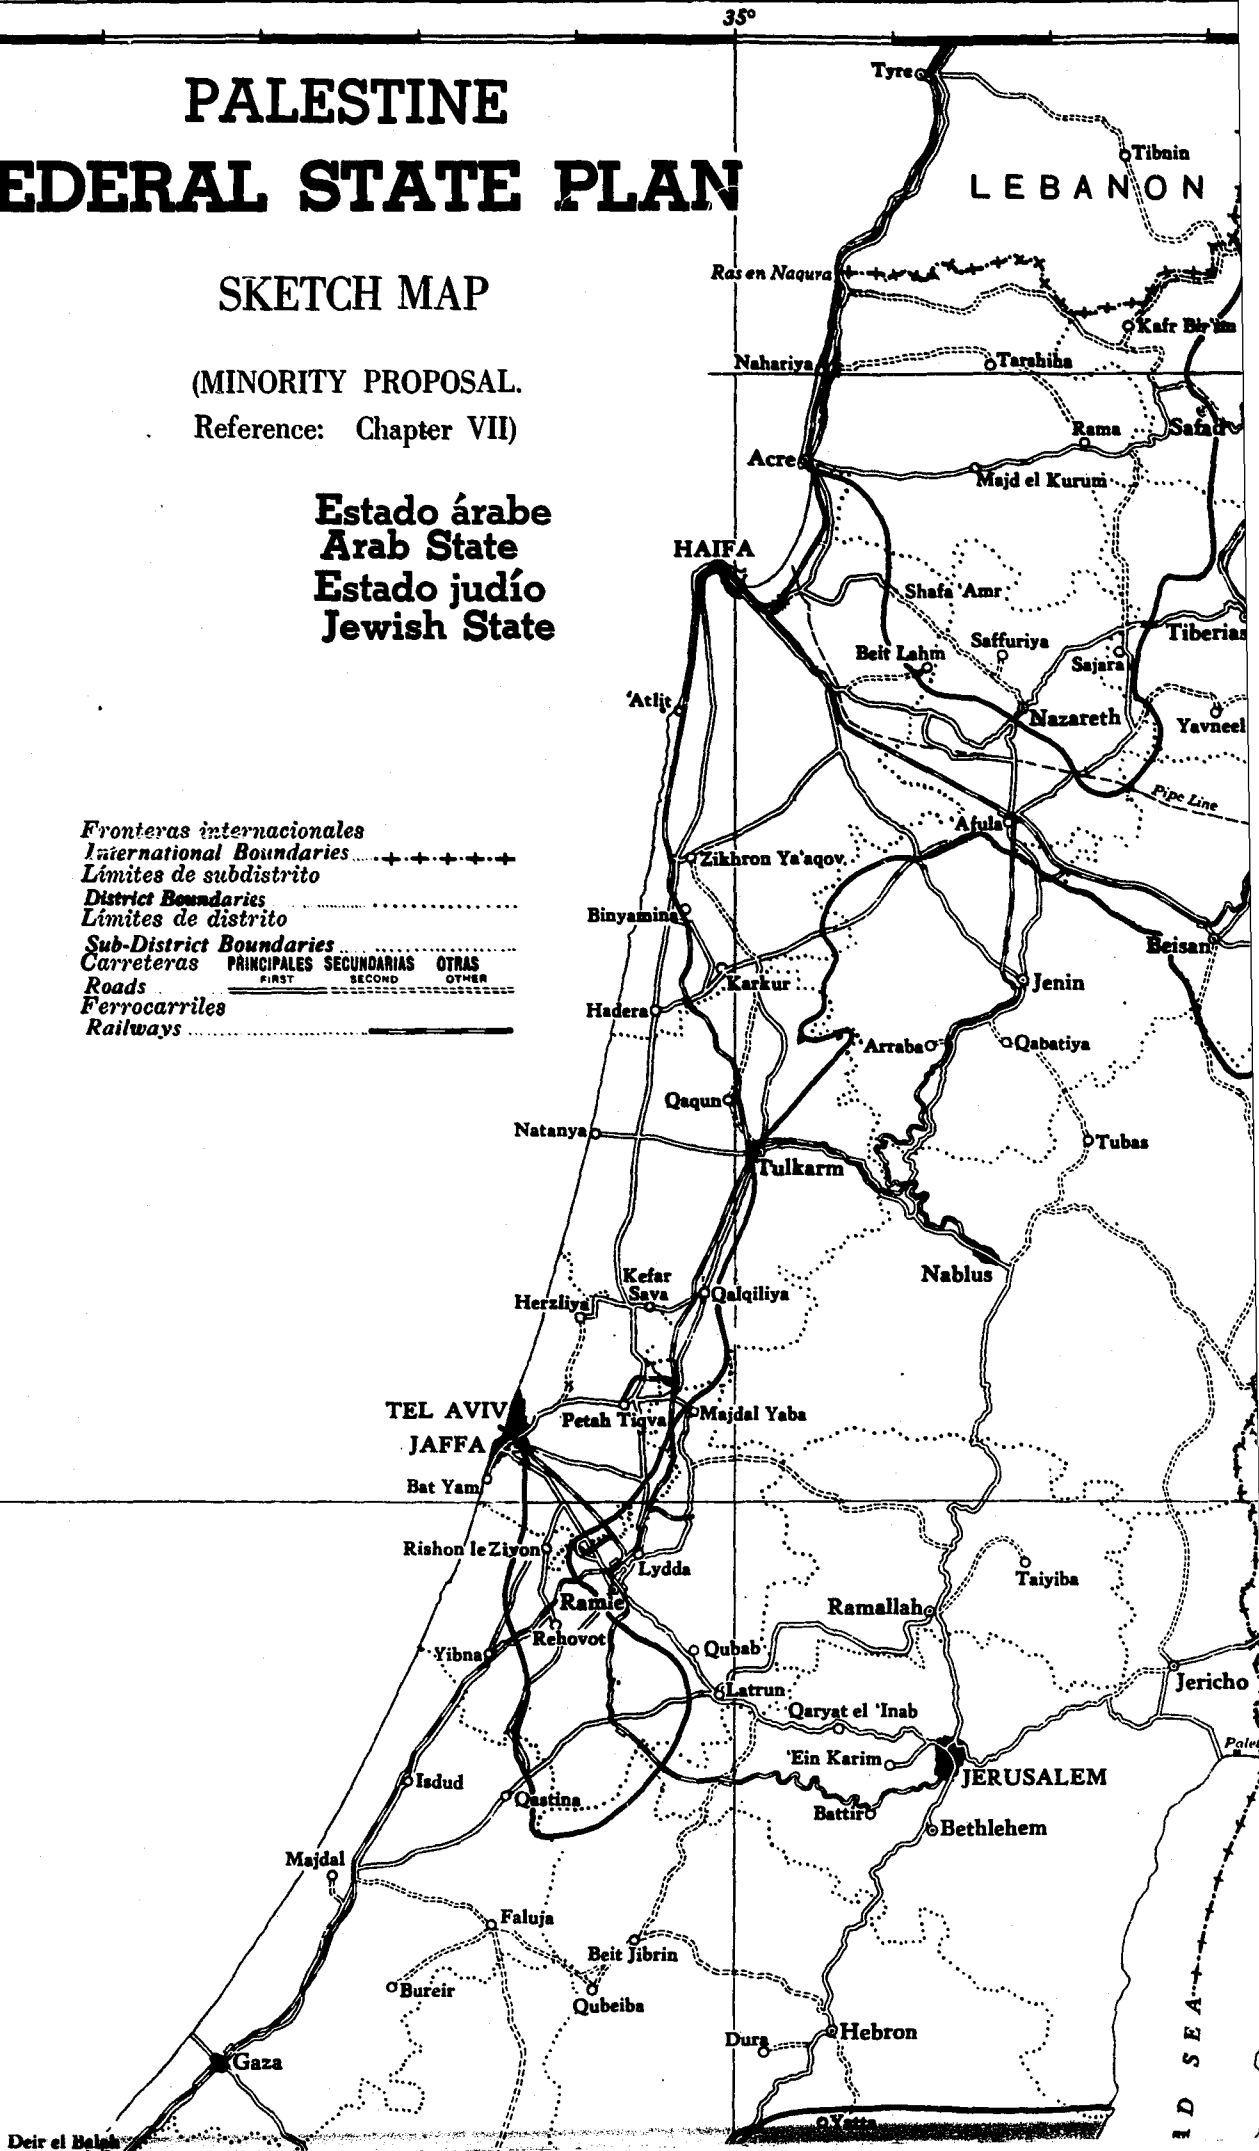 35°
PALESTINE
EDERAL STATE PLAN
SKETCH MAP
(MINORITY PROPOSAL.
Reference: Chapter VII)
Estado árabe
Arab State
Estado judío
Jewish State
Fronteras internacionales
International Boundaries
Límites de subdistrito
District Boundaries
Límites de distrito
Sub-District Boundaries
Carreteras PRINCIPALES SECUNDARIAS OTRAS
Roads FIRST SECOND OTHER
Ferrocarriles
Railways
Tyre
Tibnin
LEBANON
Ras en Naqura
Kafr Bir'im
Nahariya
Tarshiha
Rama
Safad
Acre
Majd el Kurum
HAIFA
Shafa 'Amr
Tiberias
Saffuriya
Beit Lahm
Sajara
'Atlit
Nazareth
Yavneel
Pipe Line
'Afula
Zikhron Ya'aqov
Binyamina
Beisan
Karkur
Jenin
Hadera
Arraba
Qabatiya
Qaqun
Natanya
Tubas
Tulkarm
Nablus
Kefar
Sava
Qalqiliya
Herzliya
TEL AVIV
Petah Tiqva
Majdal Yaba
JAFFA
Bat Yam
Rishon le Ziyon
Lydda
Taiyiba
Ramle
Ramallah
Rehovot
Qubab
Yibna
Jericho
Latrun
Qaryat el 'Inab
'Ein Karim
JERUSALEM
Isdud
Qastina
Battir
Bethlehem
Majdal
Faluja
Beit Jibrin
Bureir
Qubeiba
Hebron
Dura
Gaza
Yatta
Deir el Balah
D SEA